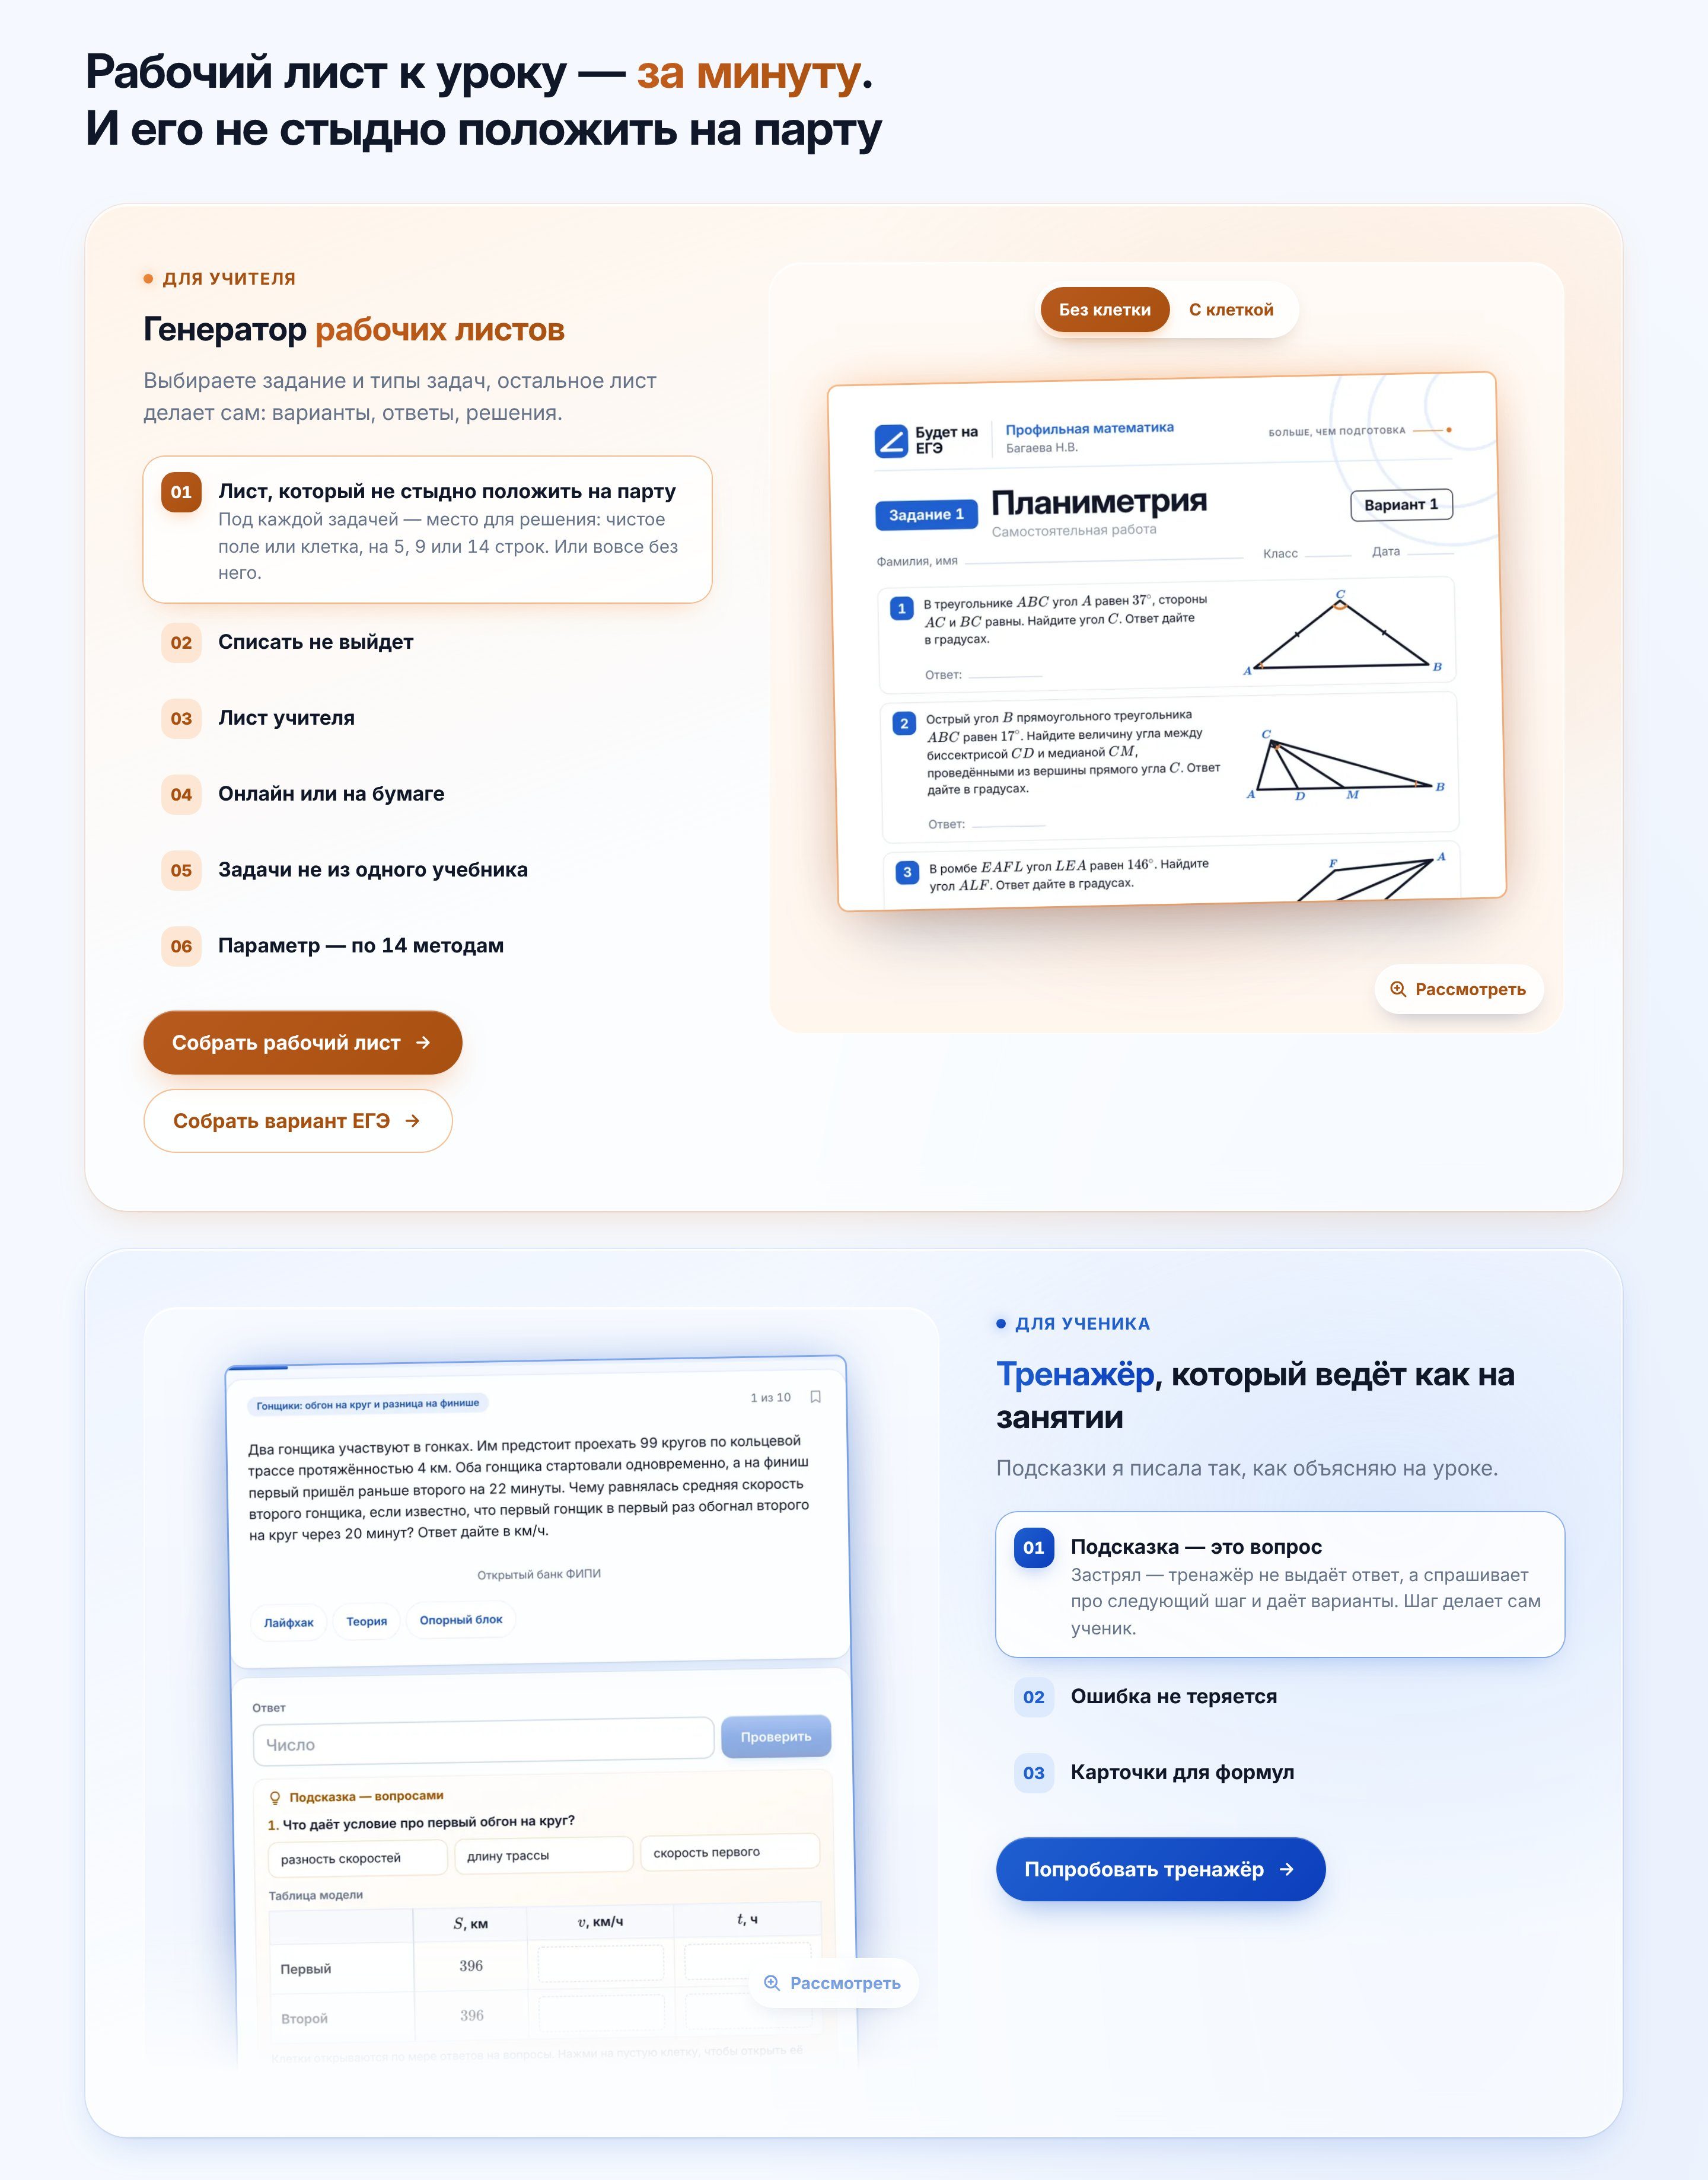 Рабочий лист к уроку — за минуту.
И его не стыдно положить на парту
ДЛЯ УЧИТЕЛЯ
Генератор рабочих листов
Выбираете задание и типы задач, остальное лист
делает сам: варианты, ответы, решения.
01 Лист, который не стыдно положить на парту
Под каждой задачей — место для решения: чистое
поле или клетка, на 5, 9 или 14 строк. Или вовсе без
него.
02 Списать не выйдет
03 Лист учителя
04 Онлайн или на бумаге
05 Задачи не из одного учебника
06 Параметр — по 14 методам
Собрать рабочий лист →
Собрать вариант ЕГЭ →
Без клетки С клеткой
Будет на
ЕГЭ
Профильная математика
Багаева Н.В.
БОЛЬШЕ, ЧЕМ ПОДГОТОВКА
Задание 1 Планиметрия Вариант 1
Самостоятельная работа
Фамилия, имя Класс Дата
1 В треугольнике ABC угол A равен 37°, стороны
AC и BC равны. Найдите угол C. Ответ дайте
в градусах.
Ответ:
C
A B
2 Острый угол B прямоугольного треугольника
ABC равен 17°. Найдите величину угла между
биссектрисой CD и медианой CM,
проведёнными из вершины прямого угла C. Ответ
дайте в градусах.
Ответ:
C
A D M B
3 В ромбе EAFL угол LEA равен 146°. Найдите
угол ALF. Ответ дайте в градусах.
F A
Рассмотреть
Гонщики: обгон на круг и разница на финише 1 из 10
Два гонщика участвуют в гонках. Им предстоит проехать 99 кругов по кольцевой
трассе протяжённостью 4 км. Оба гонщика стартовали одновременно, а на финиш
первый пришёл раньше второго на 22 минуты. Чему равнялась средняя скорость
второго гонщика, если известно, что первый гонщик в первый раз обогнал второго
на круг через 20 минут? Ответ дайте в км/ч.
Открытый банк ФИПИ
Лайфхак Теория Опорный блок
Ответ
Число Проверить
Подсказка — вопросами
1. Что даёт условие про первый обгон на круг?
разность скоростей длину трассы скорость первого
Таблица модели
S, км v, км/ч t, ч
Первый 396
Второй 396
Клетки открываются по мере ответов на вопросы. Нажми на пустую клетку, чтобы открыть её
Рассмотреть
ДЛЯ УЧЕНИКА
Тренажёр, который ведёт как на
занятии
Подсказки я писала так, как объясняю на уроке.
01 Подсказка — это вопрос
Застрял — тренажёр не выдаёт ответ, а спрашивает
про следующий шаг и даёт варианты. Шаг делает сам
ученик.
02 Ошибка не теряется
03 Карточки для формул
Попробовать тренажёр →